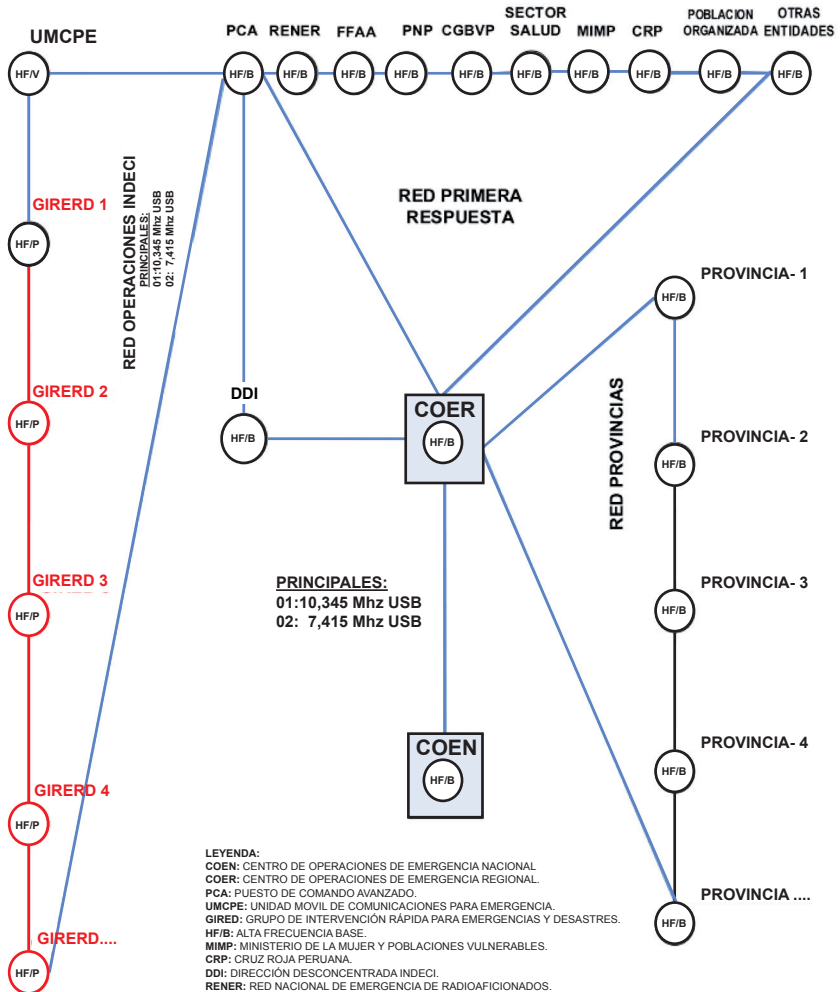 UMCPE
PCA
RENER
FFAA
PNP
CGBVP
SECTOR
SALUD
MIMP
CRP
POBLACION
ORGANIZADA
OTRAS
ENTIDADES
HF/V
HF/B
HF/B
HF/B
HF/B
HF/B
HF/B
HF/B
HF/B
HF/B
HF/B
RED OPERACIONES INDECI
PRINCIPALES:
01:10,345 Mhz USB
02: 7,415 Mhz USB
RED PRIMERA
RESPUESTA
GIRERD 1
HF/P
GIRERD 2
HF/P
GIRERD 3
HF/P
GIRERD 4
HF/P
GIRERD....
HF/P
DDI
HF/B
COER
HF/B
PRINCIPALES:
01:10,345 Mhz USB
02: 7,415 Mhz USB
COEN
HF/B
RED PROVINCIAS
PROVINCIA- 1
HF/B
PROVINCIA- 2
HF/B
PROVINCIA- 3
HF/B
PROVINCIA- 4
HF/B
PROVINCIA ....
HF/B
LEYENDA:
COEN: CENTRO DE OPERACIONES DE EMERGENCIA NACIONAL
COER: CENTRO DE OPERACIONES DE EMERGENCIA REGIONAL.
PCA: PUESTO DE COMANDO AVANZADO.
UMCPE: UNIDAD MOVIL DE COMUNICACIONES PARA EMERGENCIA.
GIRED: GRUPO DE INTERVENCIÓN RÁPIDA PARA EMERGENCIAS Y DESASTRES.
HF/B: ALTA FRECUENCIA BASE.
MIMP: MINISTERIO DE LA MUJER Y POBLACIONES VULNERABLES.
CRP: CRUZ ROJA PERUANA.
DDI: DIRECCIÓN DESCONCENTRADA INDECI.
RENER: RED NACIONAL DE EMERGENCIA DE RADIOAFICIONADOS.